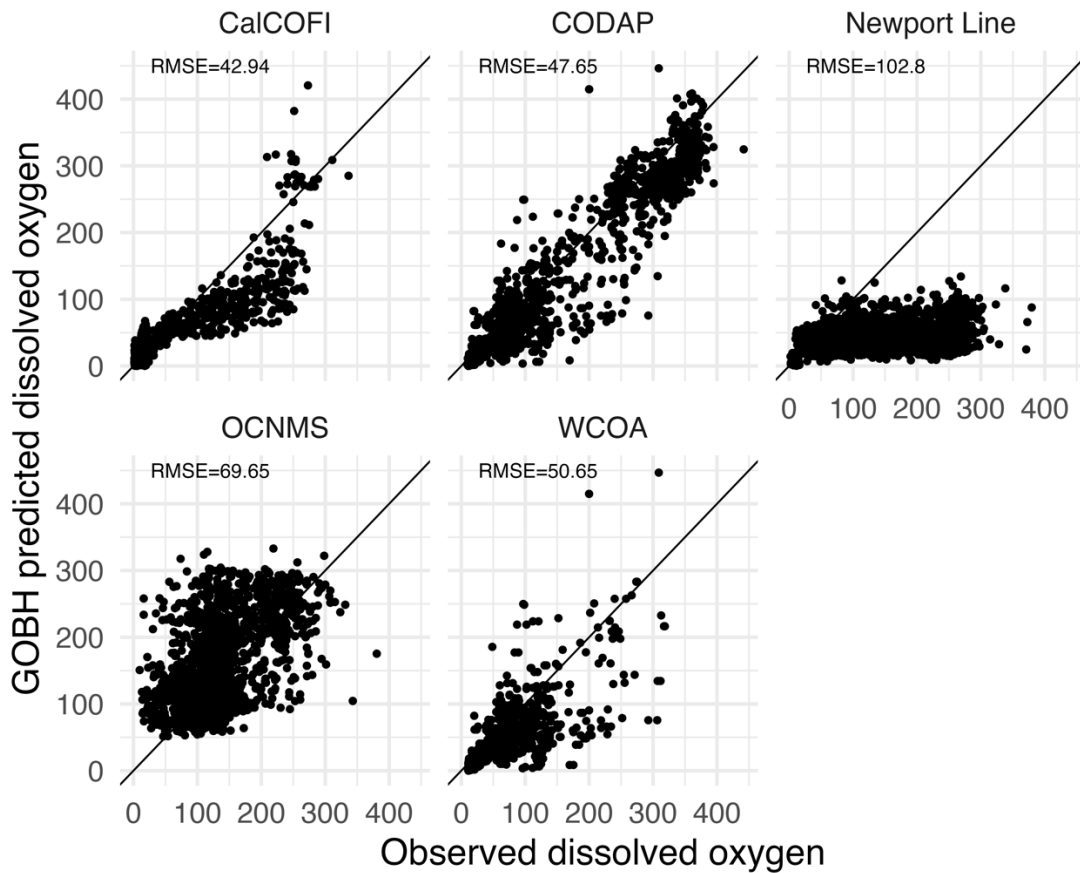 CalCOFI CODAP Newport Line
RMSE=42.94 RMSE=47.65 RMSE=102.8
400
300
200
100
0
0 100 200 300 400
OCNMS WCOA
RMSE=69.65 RMSE=50.65
400
300
200
100
0
0 100 200 300 400 0 100 200 300 400
Observed dissolved oxygen
GOBH predicted dissolved oxygen